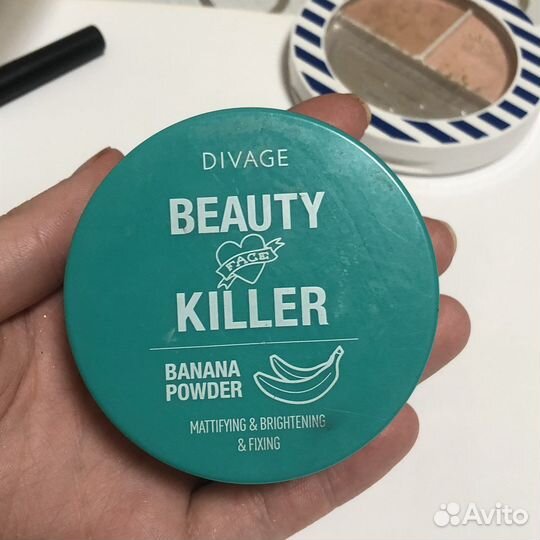 DIVAGE
BEAUTY
FACE
KILLER
BANANA
POWDER
MATTIFYING & BRIGHTENING
& FIXING
Avito